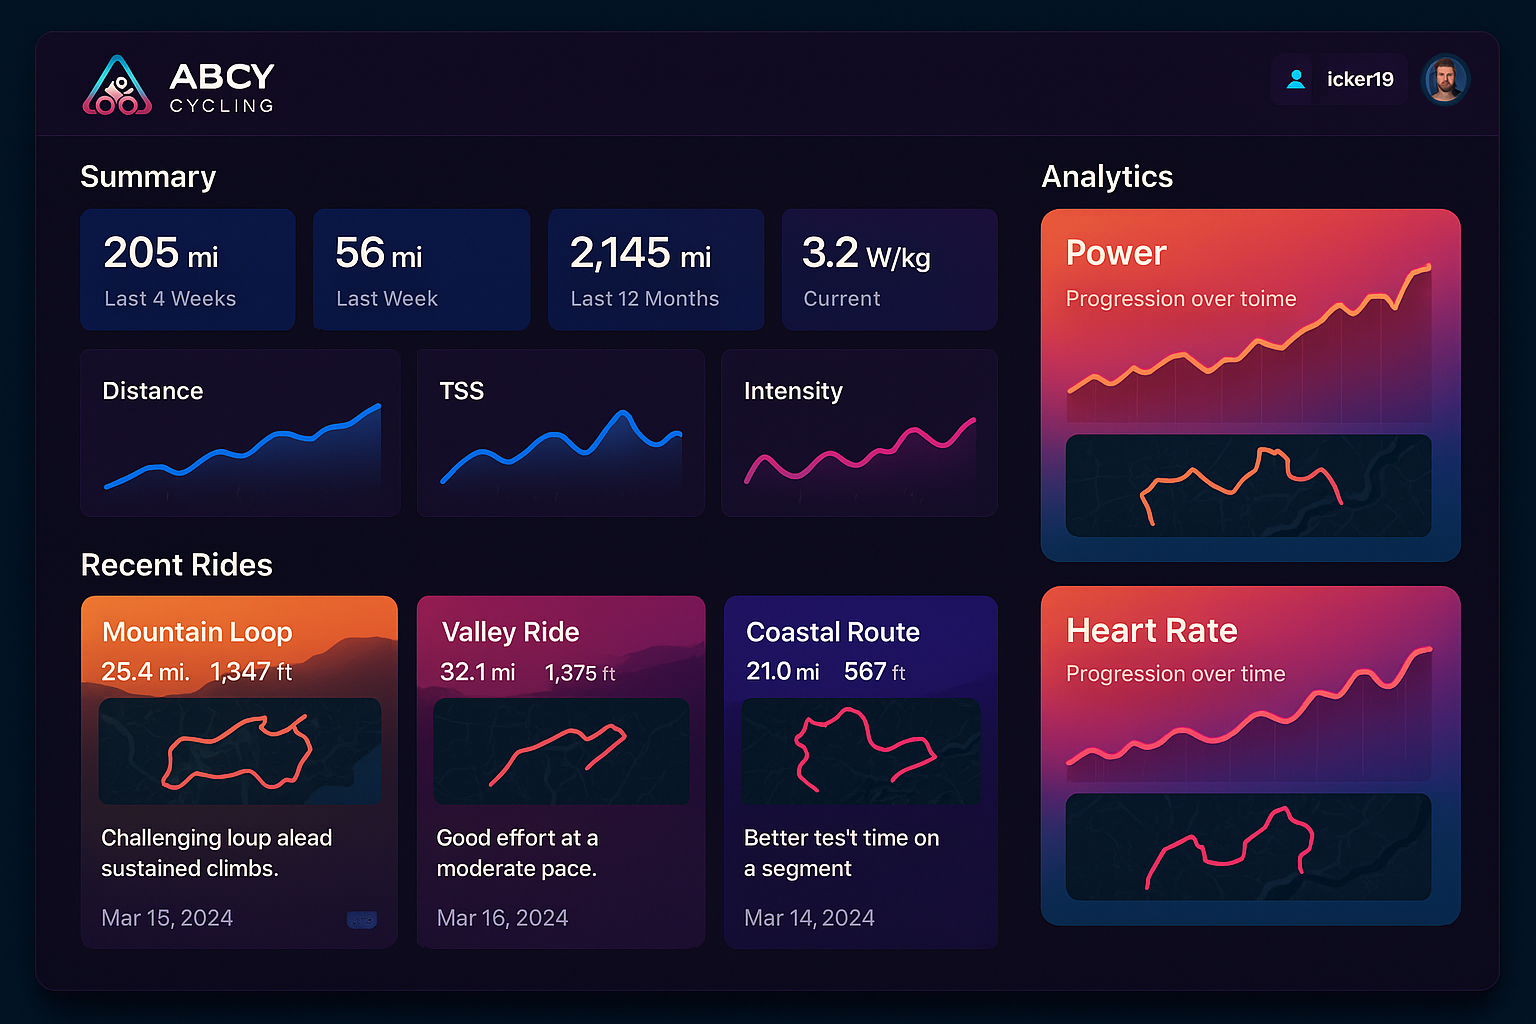 ABCY
CYCLING
icker19
Summary
205 mi
Last 4 Weeks
56 mi
Last Week
2,145 mi
Last 12 Months
3.2 W/kg
Current
Distance
TSS
Intensity
Recent Rides
Mountain Loop
25.4 mi. 1,347 ft
Challenging loup alead
sustained climbs.
Mar 15, 2024
Valley Ride
32.1 mi 1,375 ft
Good effort at a
moderate pace.
Mar 16, 2024
Coastal Route
21.0 mi 567 ft
Better tes't time on
a segment
Mar 14, 2024
Analytics
Power
Progression over toime
Heart Rate
Progression over time